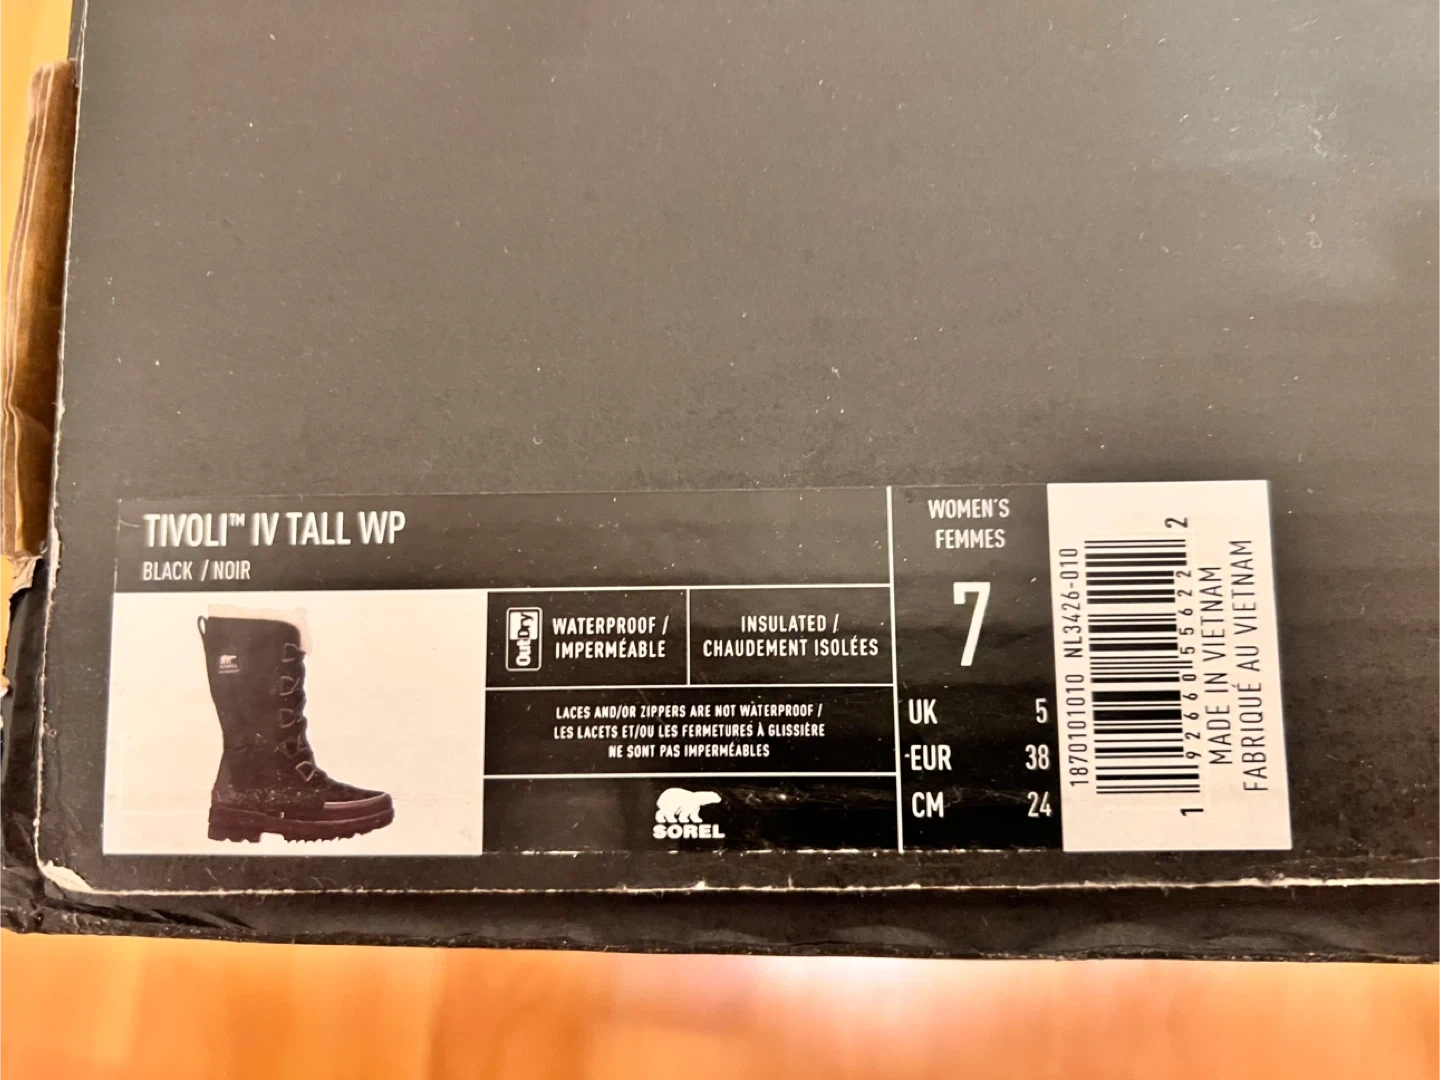 TIVOLI™ IV TALL WP
BLACK / NOIR
SOREL
OutDry
WATERPROOF /
IMPERMÉABLE
INSULATED /
CHAUDEMENT ISOLÉES
LACES AND/OR ZIPPERS ARE NOT WATERPROOF /
LES LACETS ET/OU LES FERMETURES À GLISSIÈRE
NE SONT PAS IMPERMÉABLES
SOREL
WOMEN'S
FEMMES
7
UK 5
EUR 38
CM 24
1870101010 NL3426-010
1 92660 55622 2
MADE IN VIETNAM
FABRIQUÉ AU VIETNAM